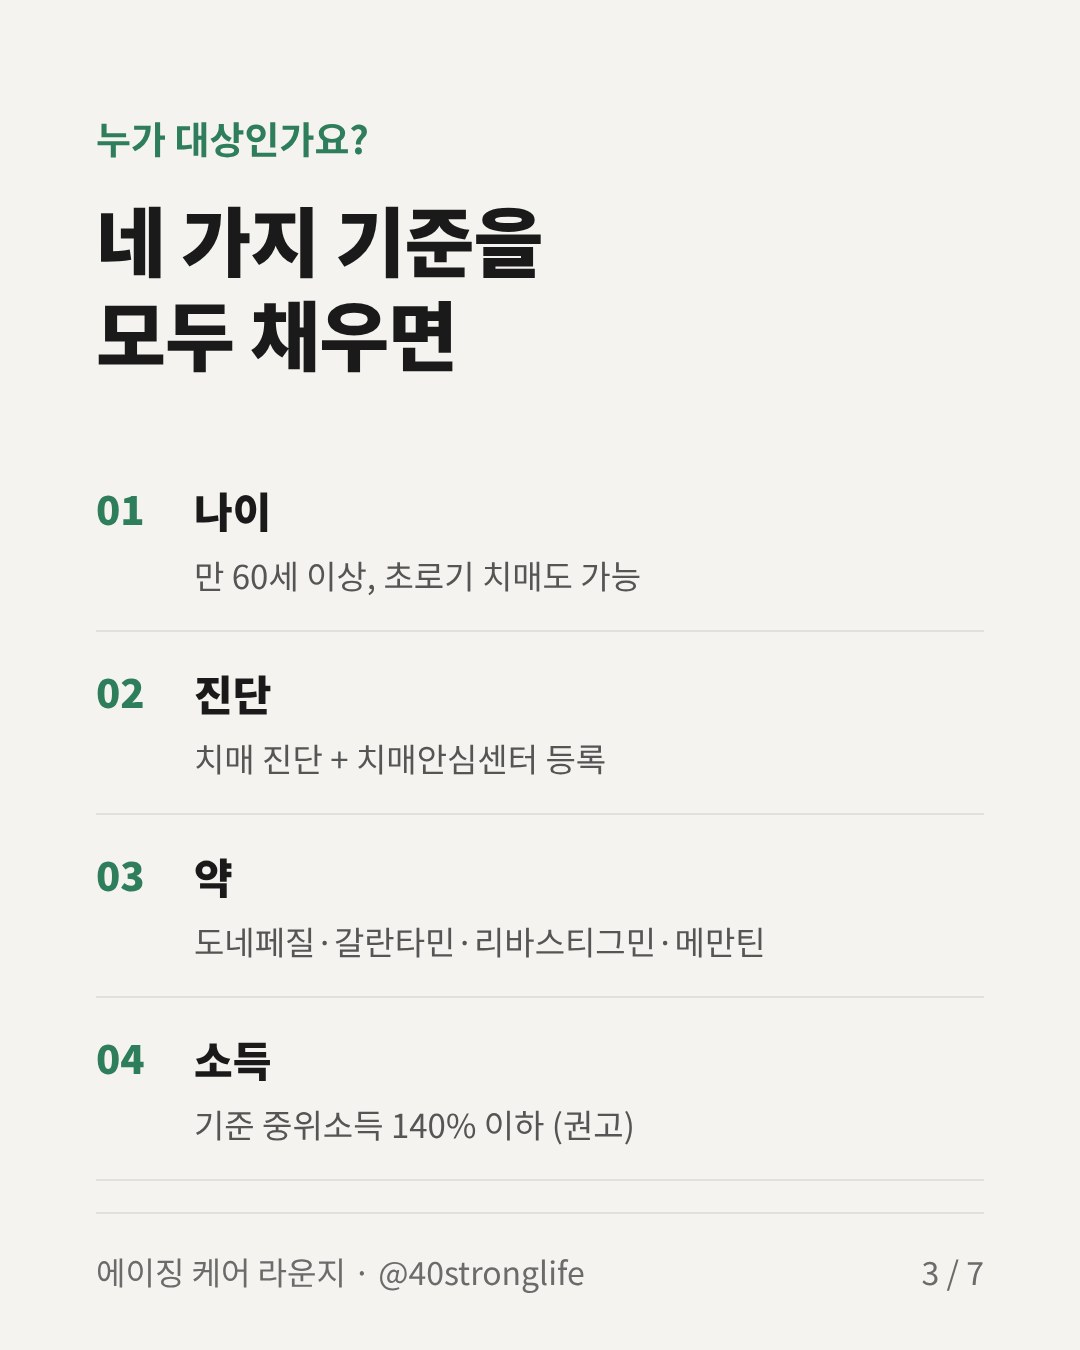 누가 대상인가요?
네 가지 기준을
모두 채우면
01 나이
만 60세 이상, 초로기 치매도 가능
02 진단
치매 진단 + 치매안심센터 등록
03 약
도네페질·갈란타민·리바스티그민·메만틴
04 소득
기준 중위소득 140% 이하 (권고)
에이징 케어 라운지 · @40stronglife 3 / 7